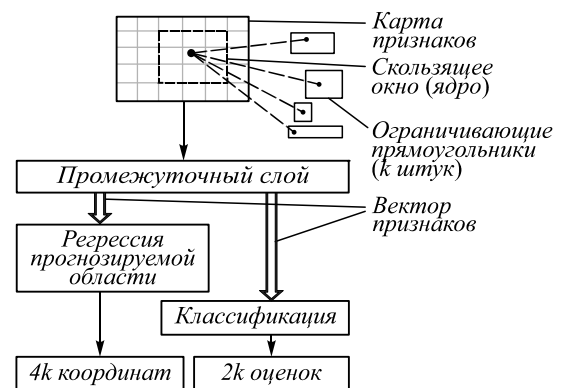 Карта
признаков
Скользящее
окно (ядро)
Ограничивающие
прямоугольники
(k штук)
Промежуточный слой
Вектор
признаков
Регрессия
прогнозируемой
области
Классификация
4k координат
2k оценок